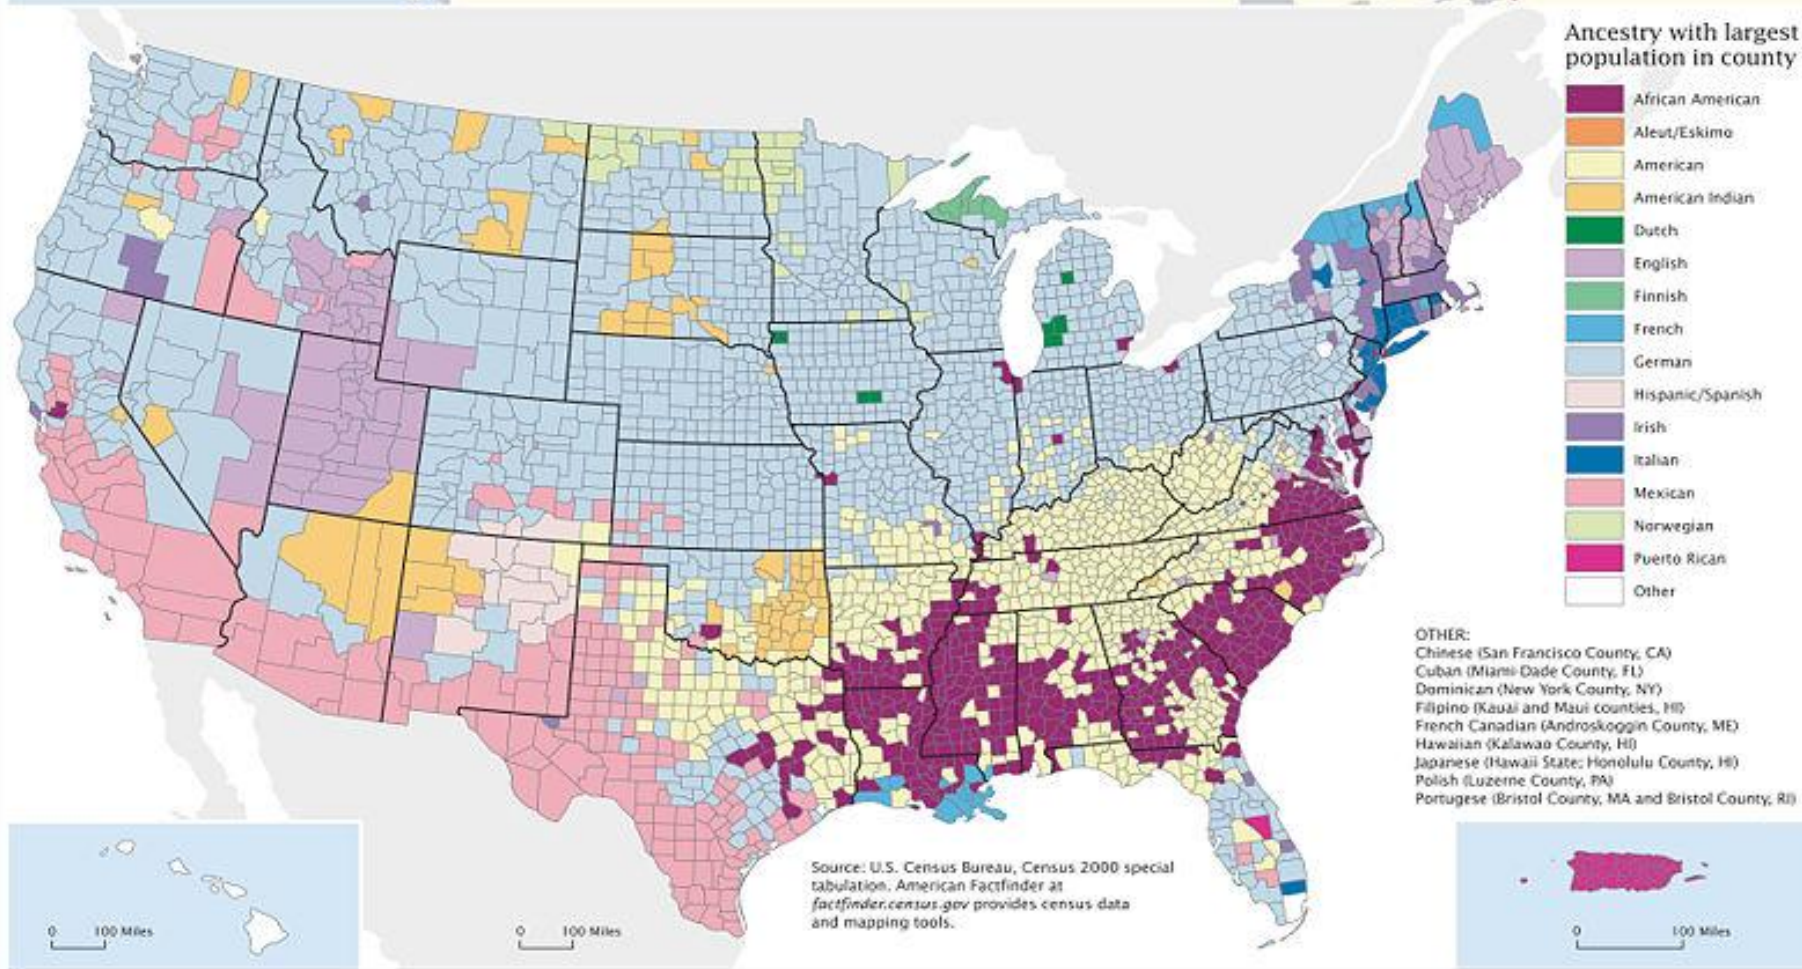 Ancestry with largest
population in county
African American
Aleut/Eskimo
American
American Indian
Dutch
English
Finnish
French
German
Hispanic/Spanish
Irish
Italian
Mexican
Norwegian
Puerto Rican
Other
OTHER:
Chinese (San Francisco County, CA)
Cuban (Miami-Dade County, FL)
Dominican (New York County, NY)
Filipino (Kauai and Maui counties, HI)
French Canadian (Androskoggin County, ME)
Hawaiian (Kalawao County, HI)
Japanese (Hawaii State; Honolulu County, HI)
Polish (Luzerne County, PA)
Portugese (Bristol County, MA and Bristol County, RI)
Source: U.S. Census Bureau, Census 2000 special
tabulation. American Factfinder at
factfinder.census.gov provides census data
and mapping tools.
0 100 Miles
0 100 Miles
0 100 Miles